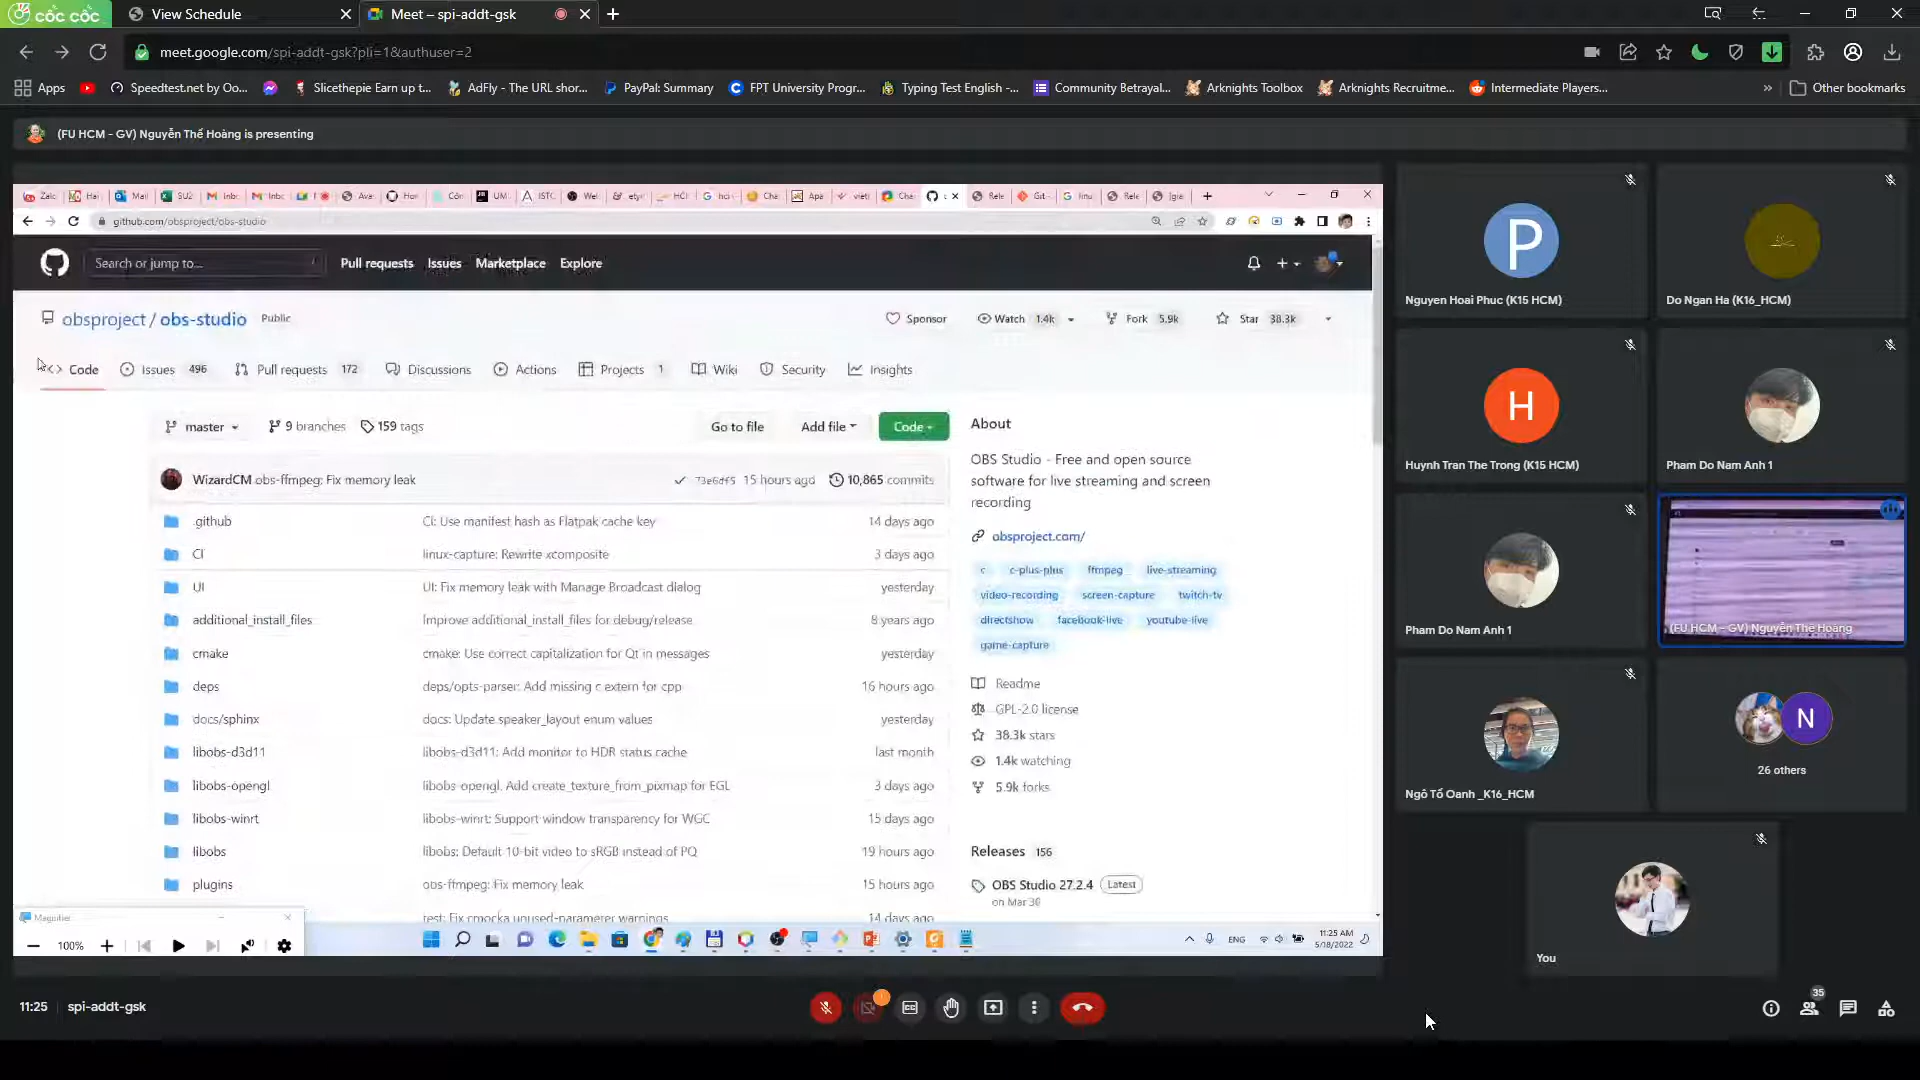 cốc cốc
View Schedule
Meet – spi-addt-gsk
meet.google.com/spi-addt-gsk?pli=1&authuser=2
Apps
Speedtest.net by Oo...
Slicethepie Earn up t...
AdFly - The URL shor...
PayPal: Summary
FPT University Progr...
Typing Test English -...
Community Betrayal...
Arknights Toolbox
Arknights Recruitme...
Intermediate Players...
Other bookmarks
(FU HCM - GV) Nguyễn Thế Hoàng is presenting
github.com/obsproject/obs-studio
Search or jump to...
Pull requests
Issues
Marketplace
Explore
obsproject / obs-studio Public
Sponsor
Watch 1.4k
Fork 5.9k
Star 38.3k
Code
Issues 496
Pull requests 172
Discussions
Actions
Projects 1
Wiki
Security
Insights
master
9 branches
159 tags
Go to file
Add file
Code
WizardCM obs-ffmpeg: Fix memory leak
73e6df5 15 hours ago
10,865 commits
.github CI: Use manifest hash as Flatpak cache key 14 days ago
CI linux-capture: Rewrite xcomposite 3 days ago
UI UI: Fix memory leak with Manage Broadcast dialog yesterday
additional_install_files Improve additional_install_files for debug/release 8 years ago
cmake cmake: Use correct capitalization for Qt in messages yesterday
deps deps/opts-parser: Add missing c extern for cpp 16 hours ago
docs/sphinx docs: Update speaker_layout enum values yesterday
libobs-d3d11 libobs-d3d11: Add monitor to HDR status cache last month
libobs-opengl libobs-opengl: Add create_texture_from_pixmap for EGL 3 days ago
libobs-winrt libobs-winrt: Support window transparency for WGC 15 days ago
libobs libobs: Default 10-bit video to sRGB instead of PQ 19 hours ago
plugins obs-ffmpeg: Fix memory leak 15 hours ago
test: Fix cmocka unused-parameter warnings 14 days ago
About
OBS Studio - Free and open source
software for live streaming and screen
recording
obsproject.com/
c c-plus-plus ffmpeg live-streaming
video-recording screen-capture twitch-tv
directshow facebook-live youtube-live
game-capture
Readme
GPL-2.0 license
38.3k stars
1.4k watching
5.9k forks
Releases 156
OBS Studio 27.2.4 Latest
on Mar 30
Magnifier
100%
ENG
11:25 AM
5/18/2022
P
Nguyen Hoai Phuc (K15 HCM)
Do Ngan Ha (K16_HCM)
H
Huynh Tran The Trong (K15 HCM)
Pham Do Nam Anh 1
Pham Do Nam Anh 1
(FU HCM - GV) Nguyễn Thế Hoàng
Ngô Tố Oanh _K16_HCM
N
26 others
You
11:25
spi-addt-gsk
35